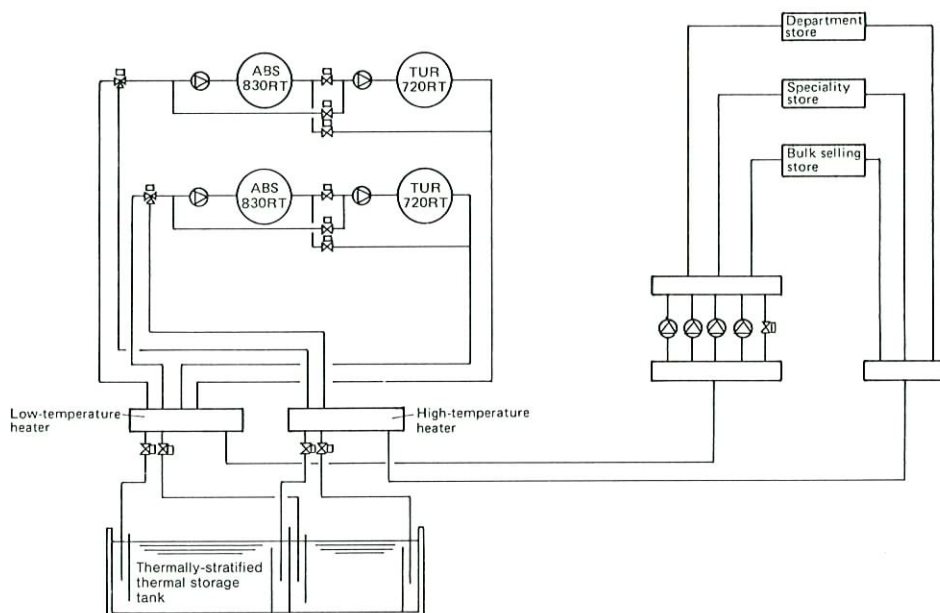 Department
store
ABS
830RT
TUR
720RT
Speciality
store
Bulk selling
store
ABS
830RT
TUR
720RT
Low-temperature
heater
High-temperature
heater
Thermally-stratified
thermal storage
tank